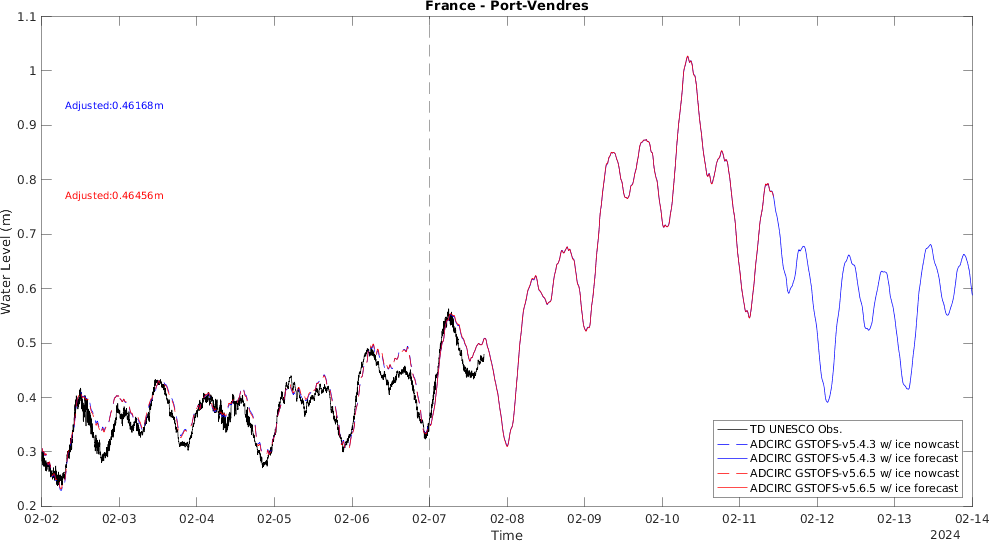 France - Port-Vendres
1.1
1
0.9
0.8
0.7
0.6
0.5
0.4
0.3
0.2
Water Level (m)
Adjusted:0.46168m
Adjusted:0.46456m
TD UNESCO Obs.
ADCIRC GSTOFS-v5.4.3 w/ ice nowcast
ADCIRC GSTOFS-v5.4.3 w/ ice forecast
ADCIRC GSTOFS-v5.6.5 w/ ice nowcast
ADCIRC GSTOFS-v5.6.5 w/ ice forecast
02-02 02-03 02-04 02-05 02-06 02-07 02-08 02-09 02-10 02-11 02-12 02-13 02-14
Time
2024